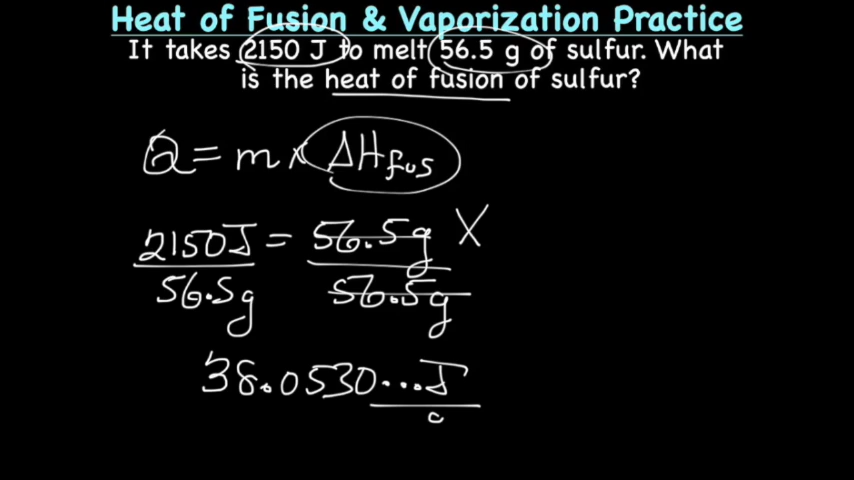 Heat of Fusion & Vaporization Practice
It takes 2150 J to melt 56.5 g of sulfur. What
is the heat of fusion of sulfur?
Q = m x ΔHfus
2150J = 56.5g X
56.5g 56.5g
38.0530...J